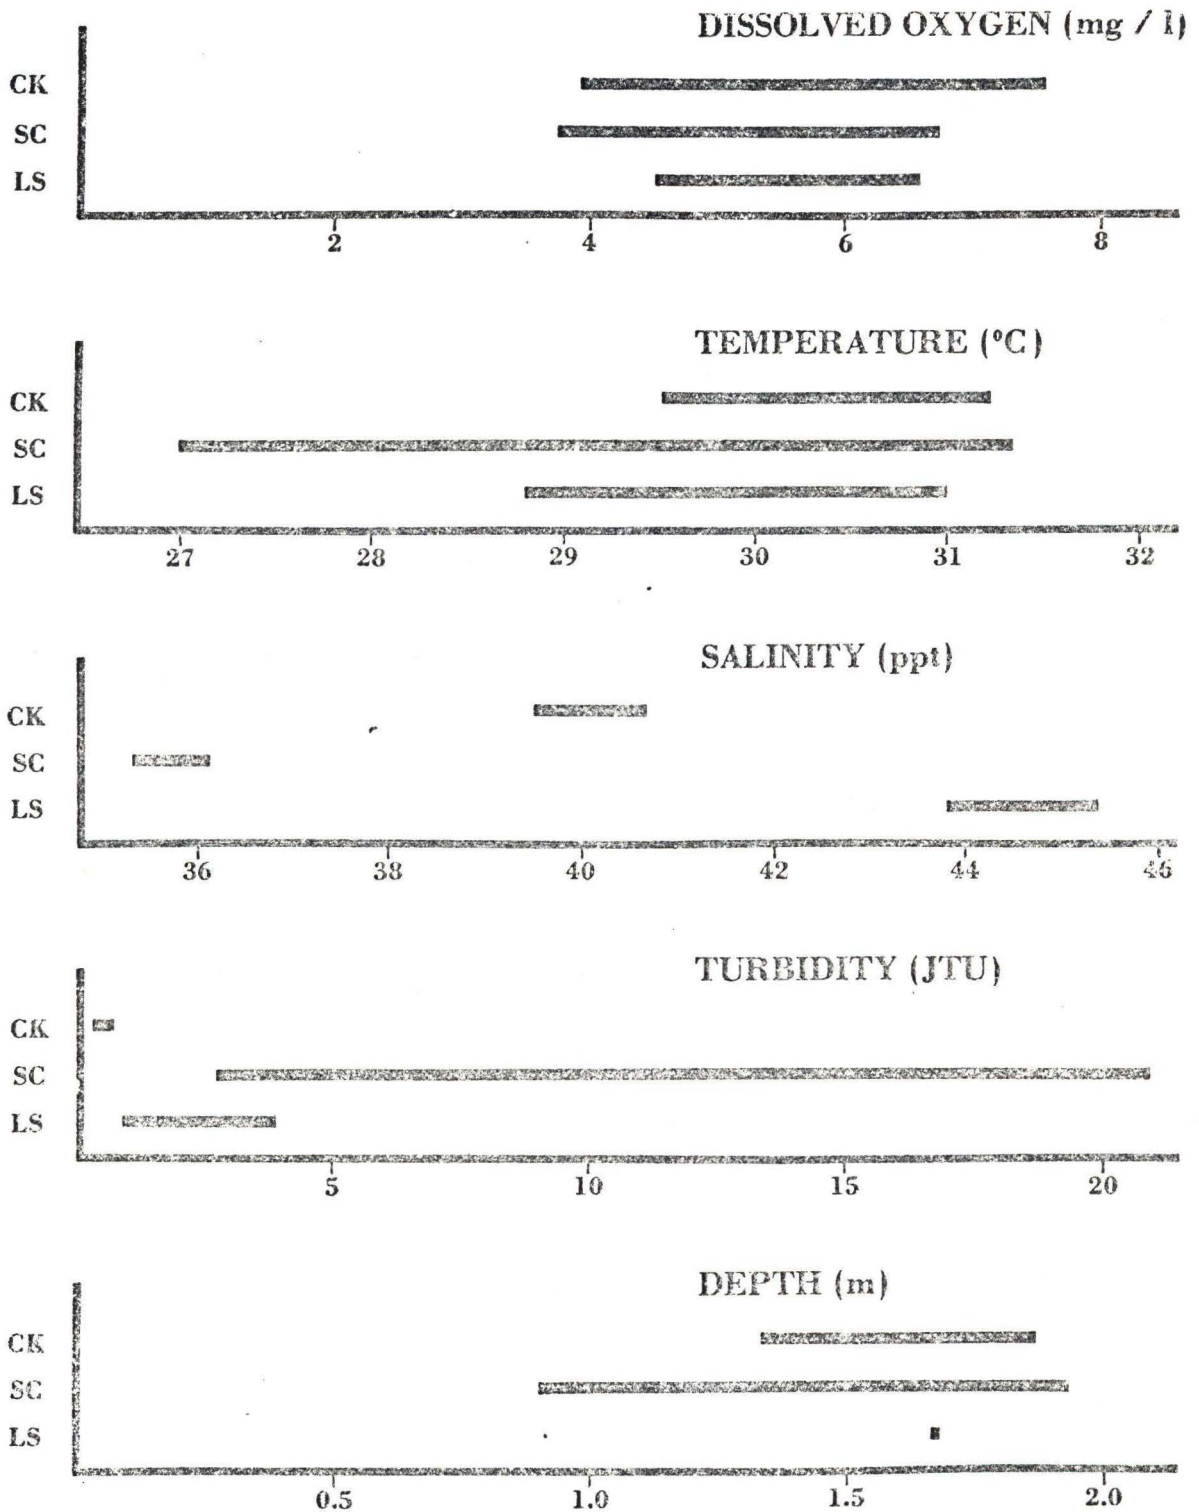 DISSOLVED OXYGEN (mg / l)
CK
SC
LS
2 4 6 8
TEMPERATURE (°C)
CK
SC
LS
27 28 29 30 31 32
SALINITY (ppt)
CK
SC
LS
36 38 40 42 44 46
TURBIDITY (JTU)
CK
SC
LS
5 10 15 20
DEPTH (m)
CK
SC
LS
0.5 1.0 1.5 2.0